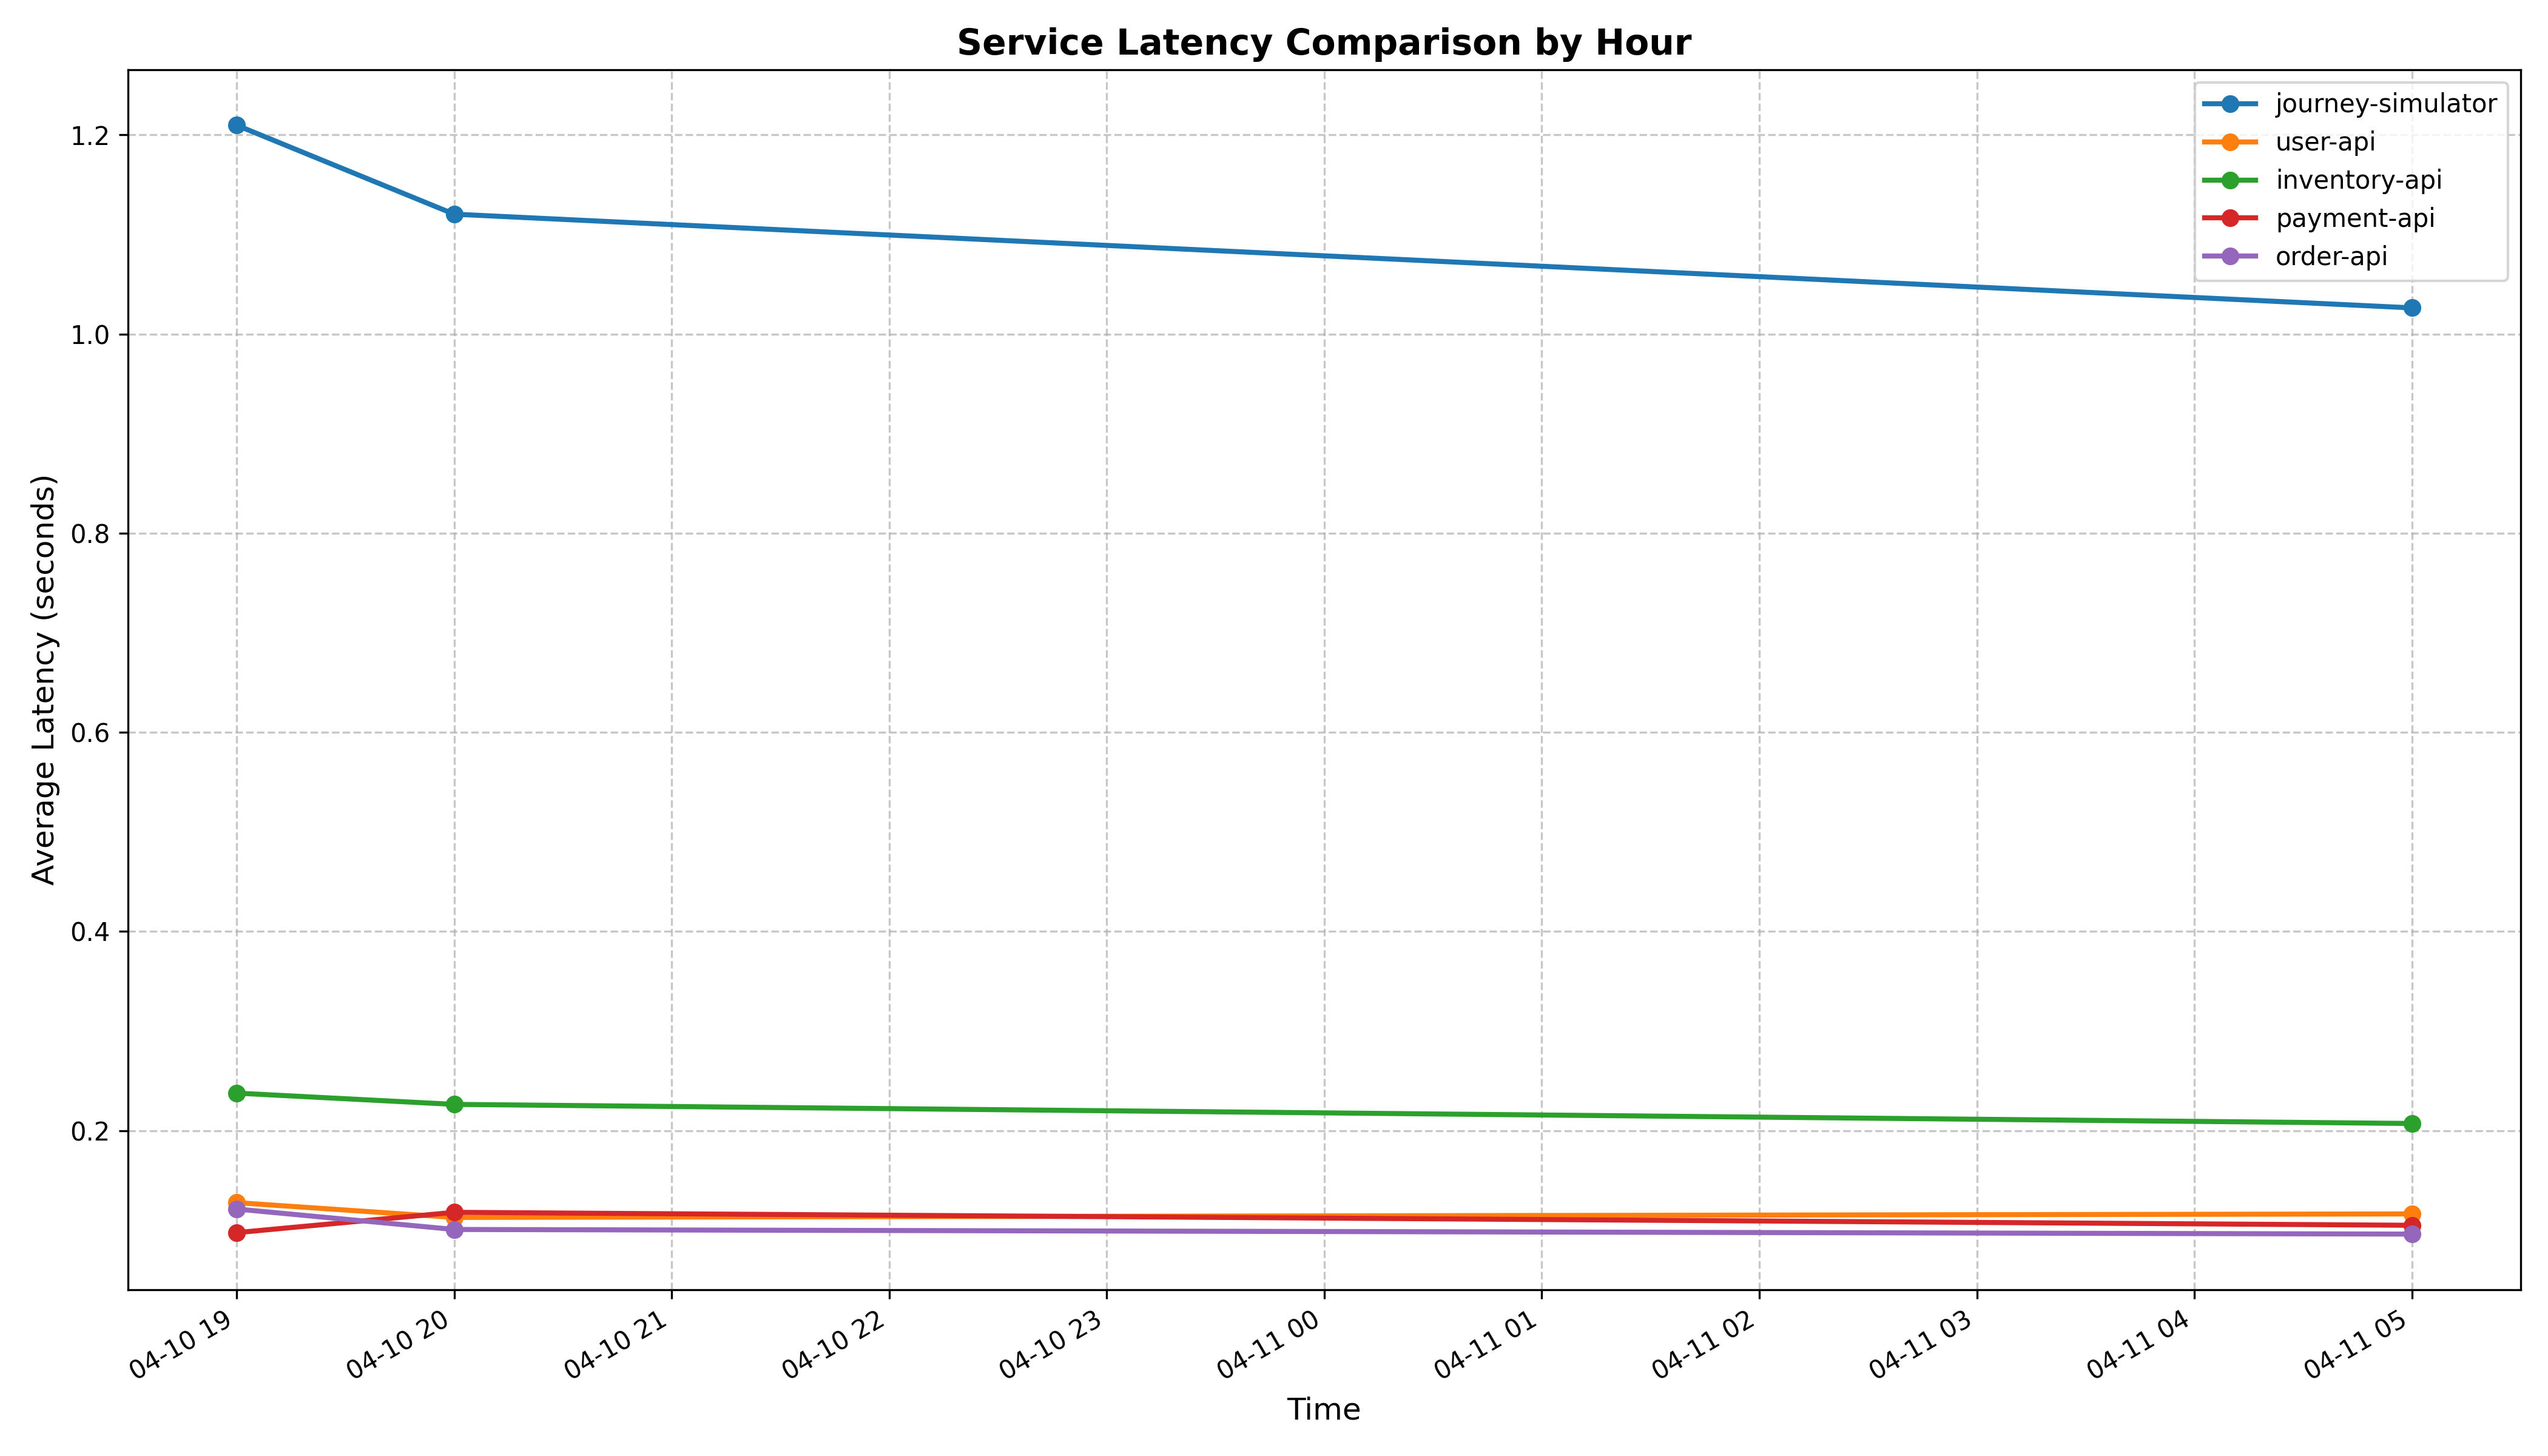 Service Latency Comparison by Hour
journey-simulator
user-api
inventory-api
payment-api
order-api
Average Latency (seconds)
1.2
1.0
0.8
0.6
0.4
0.2
04-10 19
04-10 20
04-10 21
04-10 22
04-10 23
04-11 00
04-11 01
04-11 02
04-11 03
04-11 04
04-11 05
Time